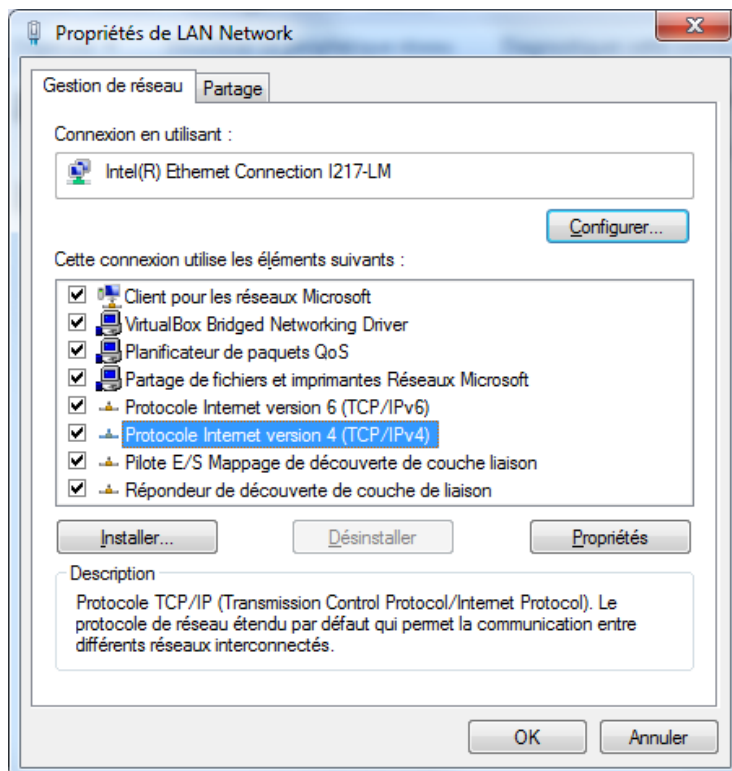 Propriétés de LAN Network
Gestion de réseau
Partage
Connexion en utilisant :
Intel(R) Ethernet Connection I217-LM
Configurer...
Cette connexion utilise les éléments suivants :
Client pour les réseaux Microsoft
VirtualBox Bridged Networking Driver
Planificateur de paquets QoS
Partage de fichiers et imprimantes Réseaux Microsoft
Protocole Internet version 6 (TCP/IPv6)
Protocole Internet version 4 (TCP/IPv4)
Pilote E/S Mappage de découverte de couche liaison
Répondeur de découverte de couche de liaison
Installer...
Désinstaller
Propriétés
Description
Protocole TCP/IP (Transmission Control Protocol/Internet Protocol). Le
protocole de réseau étendu par défaut qui permet la communication entre
différents réseaux interconnectés.
OK
Annuler